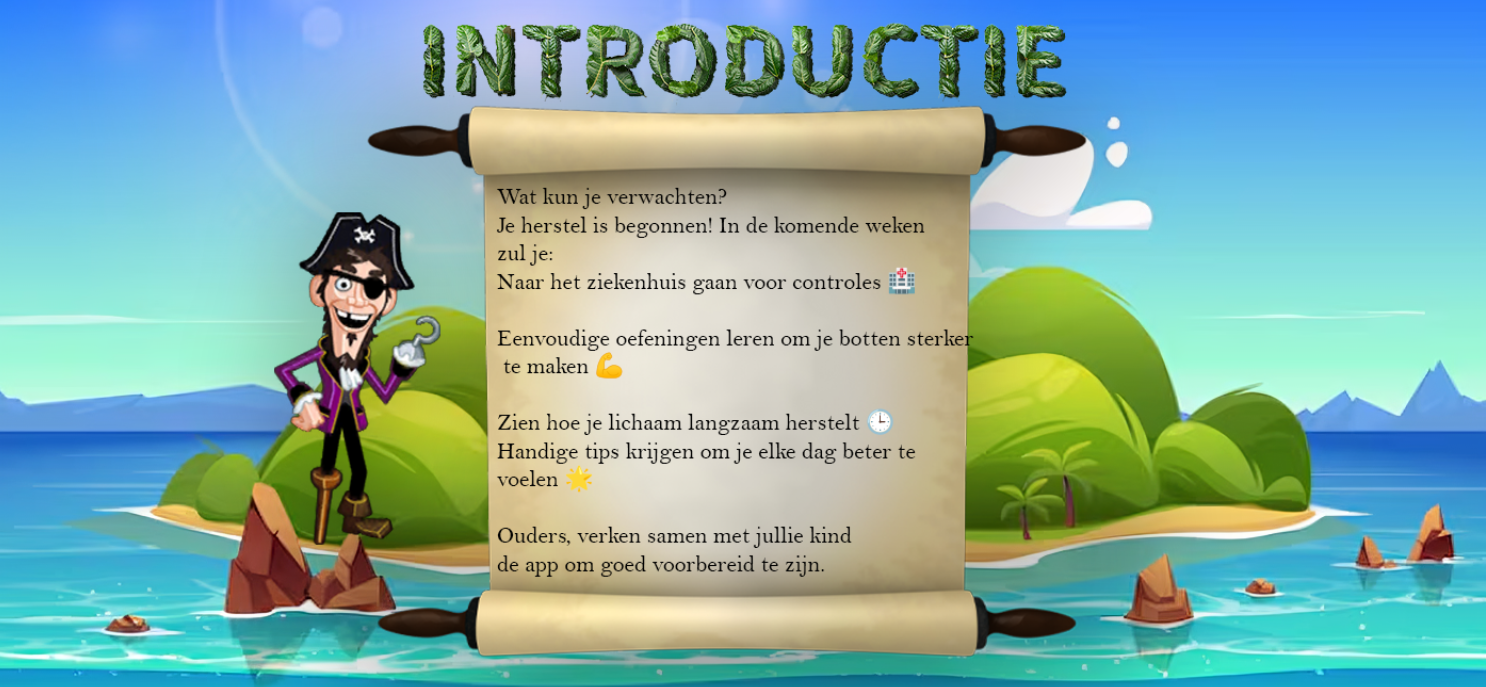 INTRODUCTIE
Wat kun je verwachten?
Je herstel is begonnen! In de komende weken
zul je:
Naar het ziekenhuis gaan voor controles 🏥
Eenvoudige oefeningen leren om je botten sterker
te maken 💪
Zien hoe je lichaam langzaam herstelt 🕒
Handige tips krijgen om je elke dag beter te
voelen 🌟
Ouders, verken samen met jullie kind
de app om goed voorbereid te zijn.